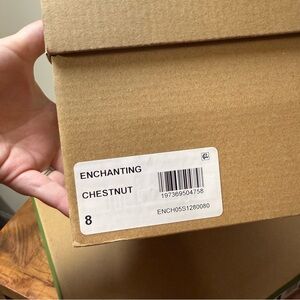 ENCHANTING
CHESTNUT
197369504758
8
ENCH05S1280080